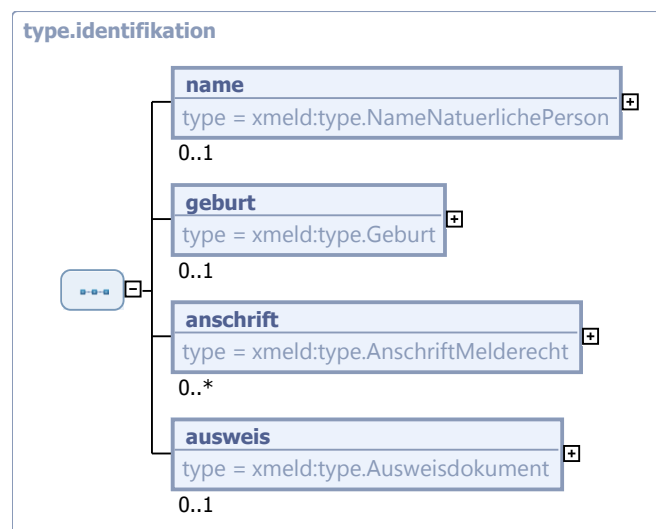 type.identifikation
name
type = xmeld:type.NameNatuerlichePerson
0..1
geburt
type = xmeld:type.Geburt
0..1
anschrift
type = xmeld:type.AnschriftMelderecht
0..*
ausweis
type = xmeld:type.Ausweisdokument
0..1